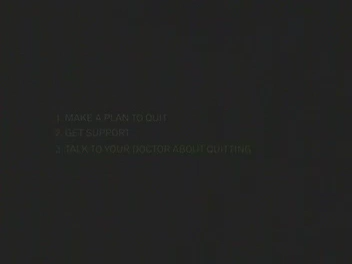 1. MAKE A PLAN TO QUIT
2. GET SUPPORT
3. TALK TO YOUR DOCTOR ABOUT QUITTING